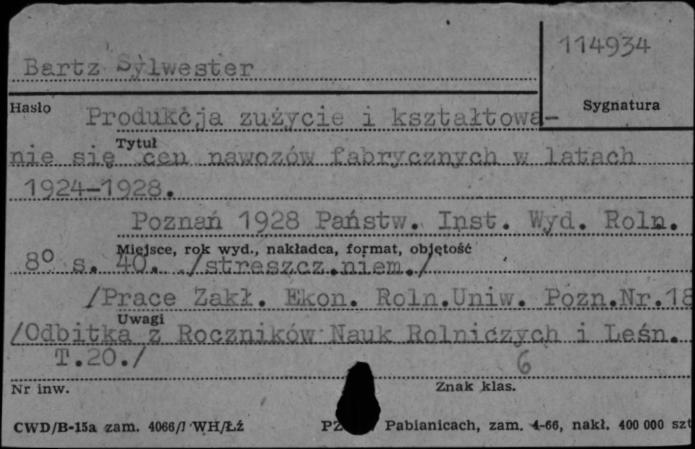 114934
Bartz Sylwester
Hasło
Sygnatura
Produkcja zużycie i kształtowa-
Tytuł
nie się cen nawozów fabrycznych w latach
1924-1928.
Poznań 1928 Państw. Inst. Wyd. Roln.
Miejsce, rok wyd., nakładca, format, objętość
8° s. 40. /streszcz.niem./
/Prace Zakł. Ekon. Roln.Uniw. Pozn.Nr.18
Uwagi
/Odbitka z Roczników Nauk Rolniczych i Leśn.
T.20./
6
Nr inw.
Znak klas.
CWD/B-15a zam. 4066/ WH/Łź
PZ Pabianicach, zam. 4-66, nakł. 400 000 szt